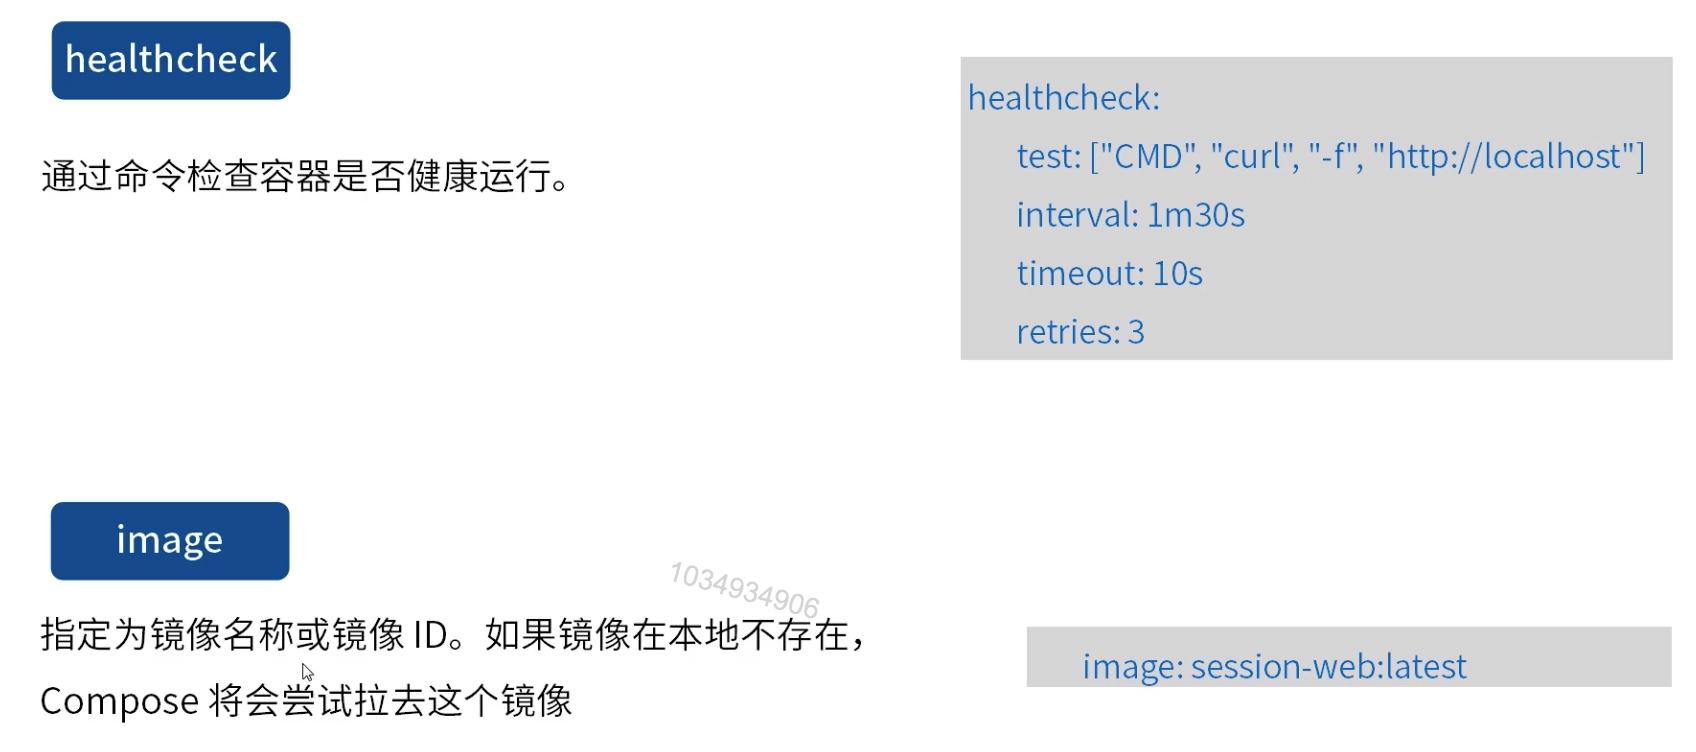 healthcheck
通过命令检查容器是否健康运行。
healthcheck:
test: ["CMD", "curl", "-f", "http://localhost"]
interval: 1m30s
timeout: 10s
retries: 3
image
1034934906
指定为镜像名称或镜像 ID。如果镜像在本地不存在，
Compose 将会尝试拉去这个镜像
image: session-web:latest